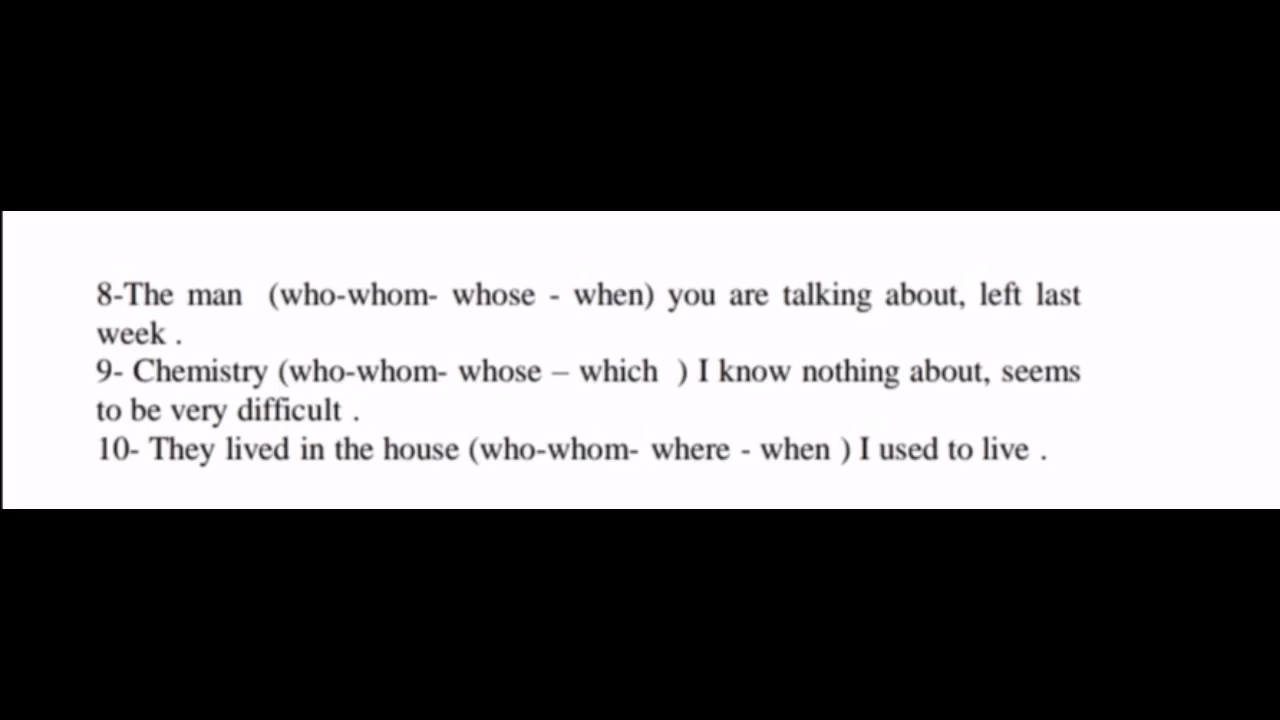 8-The man (who-whom- whose - when) you are talking about, left last
week .
9- Chemistry (who-whom- whose – which ) I know nothing about, seems
to be very difficult .
10- They lived in the house (who-whom- where - when ) I used to live .